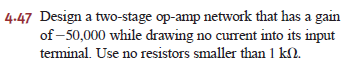 4.47 Design a two-stage op-amp network that has a gain
of –50,000 while drawing no current into its input
terminal. Use no resistors smaller than 1 kΩ.